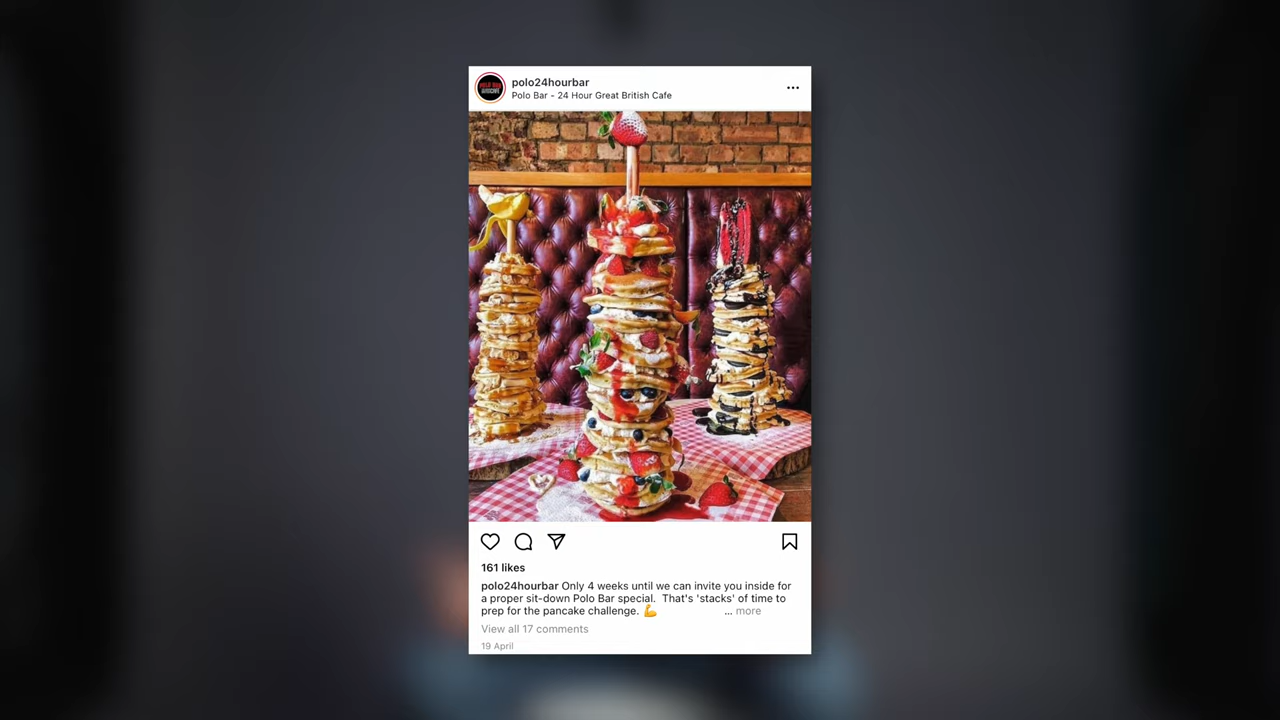 polo24hourbar
Polo Bar - 24 Hour Great British Cafe
161 likes
polo24hourbar Only 4 weeks until we can invite you inside for
a proper sit-down Polo Bar special. That's 'stacks' of time to
prep for the pancake challenge. 💪 ... more
View all 17 comments
19 April